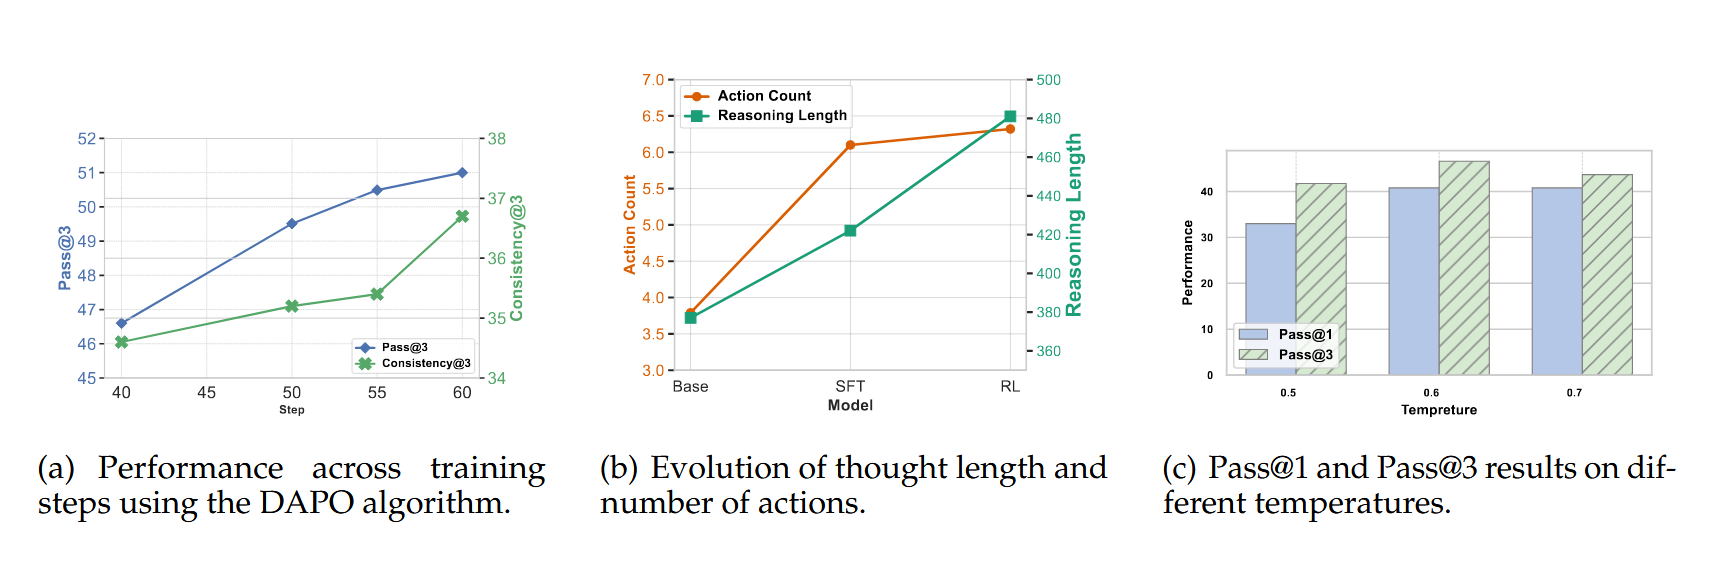 52
51
50
49
48
47
46
45
Pass@3
38
37
36
35
34
Consistency@3
Pass@3
Consistency@3
40 45 50 55 60
Step
(a) Performance across training
steps using the DAPO algorithm.
7.0
6.5
6.0
5.5
5.0
4.5
4.0
3.5
3.0
Action Count
500
480
460
440
420
400
380
360
Reasoning Length
Action Count
Reasoning Length
Base SFT RL
Model
(b) Evolution of thought length and
number of actions.
40
30
20
10
0
Performance
Pass@1
Pass@3
0.5 0.6 0.7
Tempreture
(c) Pass@1 and Pass@3 results on dif-
ferent temperatures.